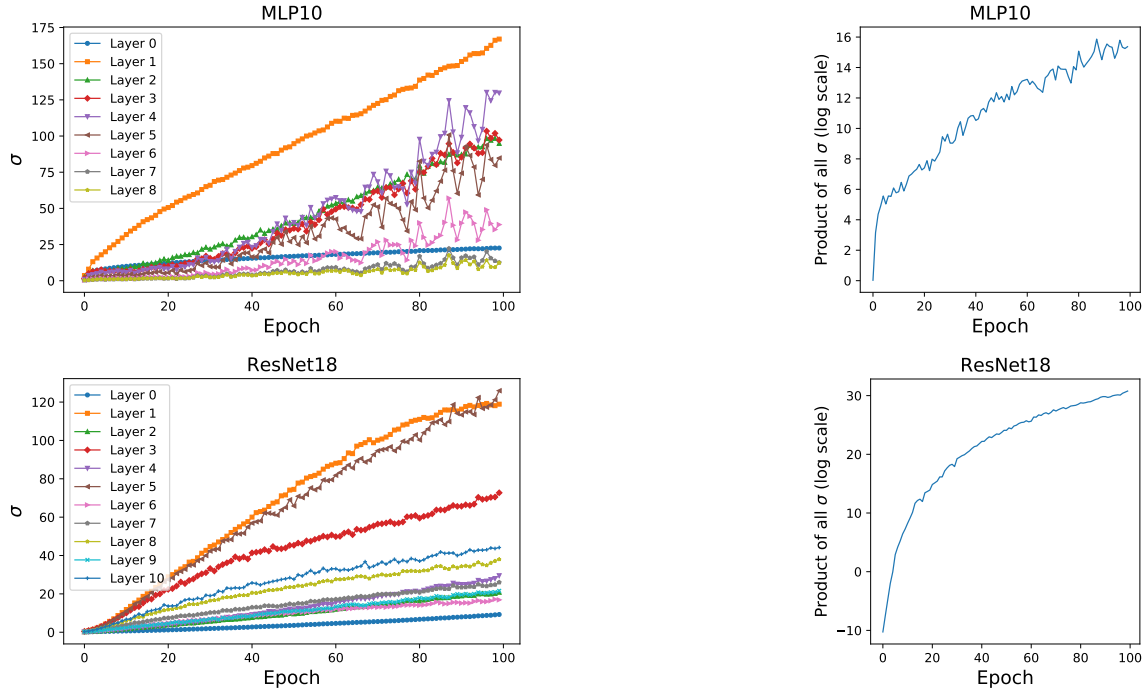 MLP10
175
150
125
100
75
50
25
0
σ
Layer 0
Layer 1
Layer 2
Layer 3
Layer 4
Layer 5
Layer 6
Layer 7
Layer 8
0 20 40 60 80 100
Epoch
MLP10
16
14
12
10
8
6
4
2
0
Product of all σ (log scale)
0 20 40 60 80 100
Epoch
ResNet18
120
100
80
60
40
20
0
σ
Layer 0
Layer 1
Layer 2
Layer 3
Layer 4
Layer 5
Layer 6
Layer 7
Layer 8
Layer 9
Layer 10
0 20 40 60 80 100
Epoch
ResNet18
30
20
10
0
−10
Product of all σ (log scale)
0 20 40 60 80 100
Epoch